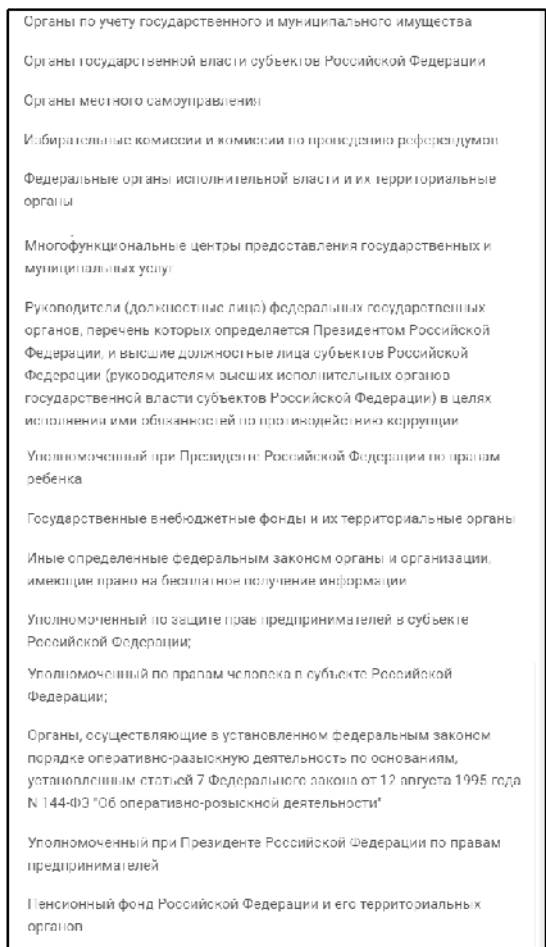 Органы по учету государственного и муниципального имущества
Органы государственной власти субъектов Российской Федерации
Органы местного самоуправления
Избирательные комиссии и комиссии по проведению референдумов
Федеральные органы исполнительной власти и их территориальные
органы
Многофункциональные центры предоставления государственных и
муниципальных услуг
Руководители (должностные лица) федеральных государственных
органов, перечень которых определяется Президентом Российской
Федерации, и высшие должностные лица субъектов Российской
Федерации (руководителям высших исполнительных органов
государственной власти субъектов Российской Федерации) в целях
исполнения ими обязанностей по противодействию коррупции
Уполномоченный при Президенте Российской Федерации по правам
ребенка
Государственные внебюджетные фонды и их территориальные органы
Иные определенные федеральным законом органы и организации,
имеющие право на бесплатное получение информации
Уполномоченный по защите прав предпринимателей в субъекте
Российской Федерации;
Уполномоченный по правам человека в субъекте Российской
Федерации;
Органы, осуществляющие в установленном федеральным законом
порядке оперативно-разыскную деятельность по основаниям,
установленным статьей 7 Федерального закона от 12 августа 1995 года
N 144-ФЗ "Об оперативно-розыскной деятельности"
Уполномоченный при Президенте Российской Федерации по правам
предпринимателей
Пенсионный фонд Российской Федерации и его территориальных
органов